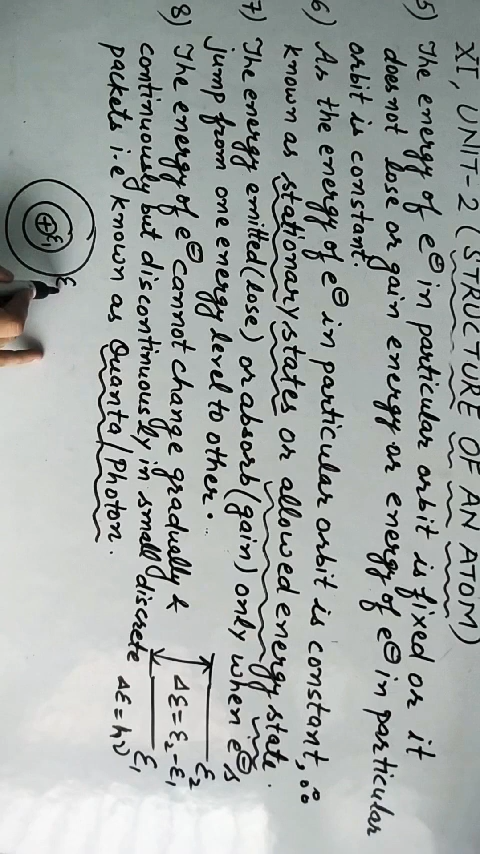 XI, UNIT-2 (STRUCTURE OF AN ATOM)
5) The energy of e⊖ in particular orbit is fixed or it
does not lose or gain energy or energy of e⊖ in particular
orbit is constant.
6) As the energy of e⊖ in particular orbit is constant, ∴
known as stationary states or allowed energy state.
7) The energy emitted (lose) or absorb (gain) only when e⊖s
jump from one energy level to other.
8) The energy of e⊖ cannot change gradually &
continuously but discontinuously in small discrete
packets i.e known as Quanta/Photon.
E2
ΔE = E2 - E1
E1
ΔE = hν
+
E1
E